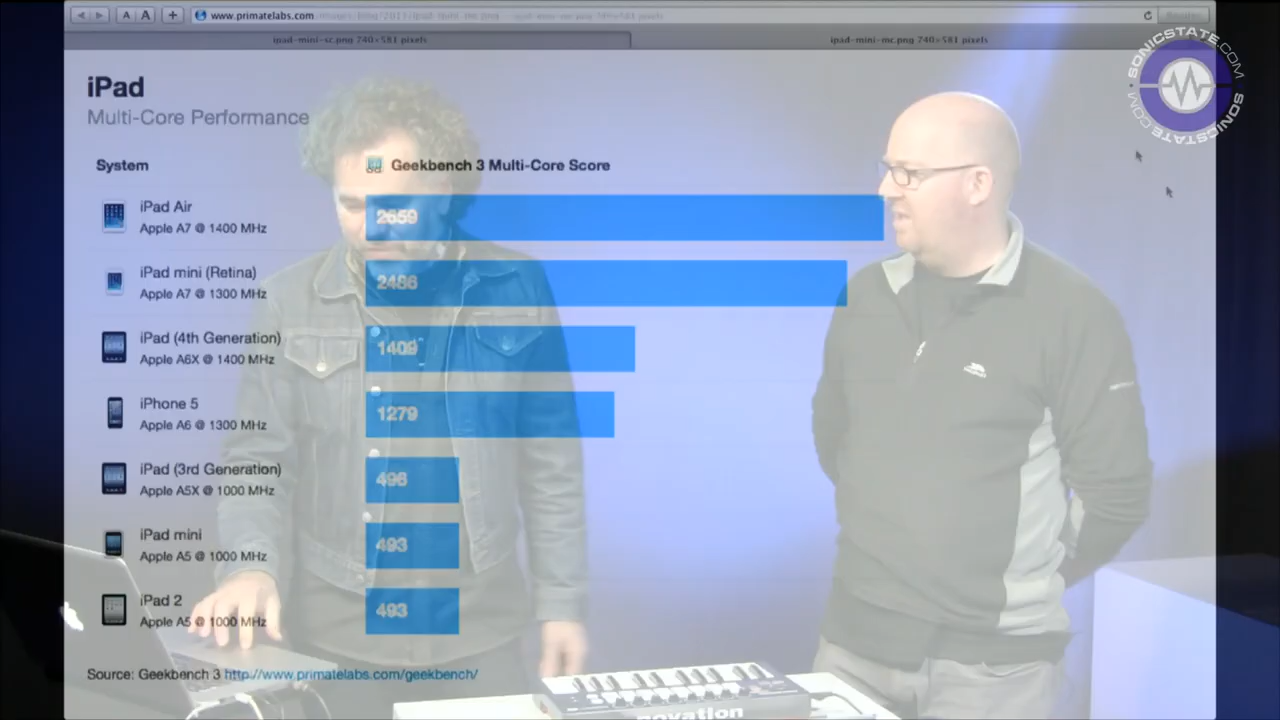 A A + www.primatelabs.com
ipad-mini-sc.png 740×581 pixels ipad-mini-mc.png 740×581 pixels
SONICSTATE.COM
SONICSTATE.COM
iPad
Multi-Core Performance
System Geekbench 3 Multi-Core Score
iPad Air
Apple A7 @ 1400 MHz
2659
iPad mini (Retina)
Apple A7 @ 1300 MHz
2486
iPad (4th Generation)
Apple A6X @ 1400 MHz
1409
iPhone 5
Apple A6 @ 1300 MHz
1279
iPad (3rd Generation)
Apple A5X @ 1000 MHz
496
iPad mini
Apple A5 @ 1000 MHz
493
iPad 2
Apple A5 @ 1000 MHz
493
Source: Geekbench 3 http://www.primatelabs.com/geekbench/
novation